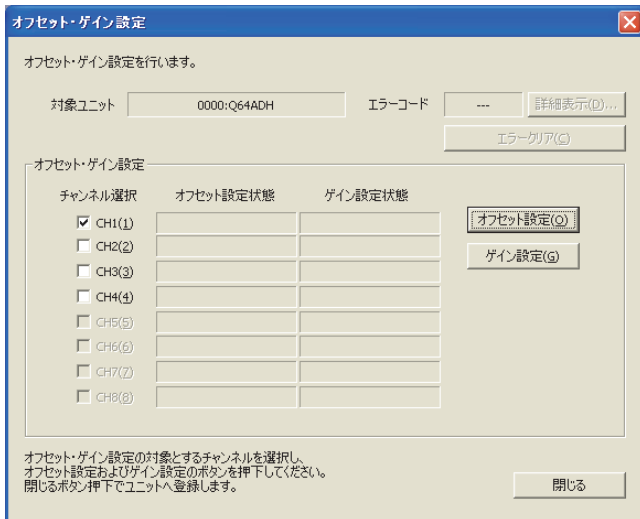 オフセット・ゲイン設定
オフセット・ゲイン設定を行います。
対象ユニット 0000:Q64ADH エラーコード --- 詳細表示(D)...
エラークリア(C)
オフセット・ゲイン設定
チャンネル選択 オフセット設定状態 ゲイン設定状態
CH1(1) オフセット設定(O)
CH2(2) ゲイン設定(G)
CH3(3)
CH4(4)
CH5(5)
CH6(6)
CH7(7)
CH8(8)
オフセット・ゲイン設定の対象とするチャンネルを選択し、
オフセット設定およびゲイン設定のボタンを押下してください。
閉じるボタン押下でユニットへ登録します。
閉じる